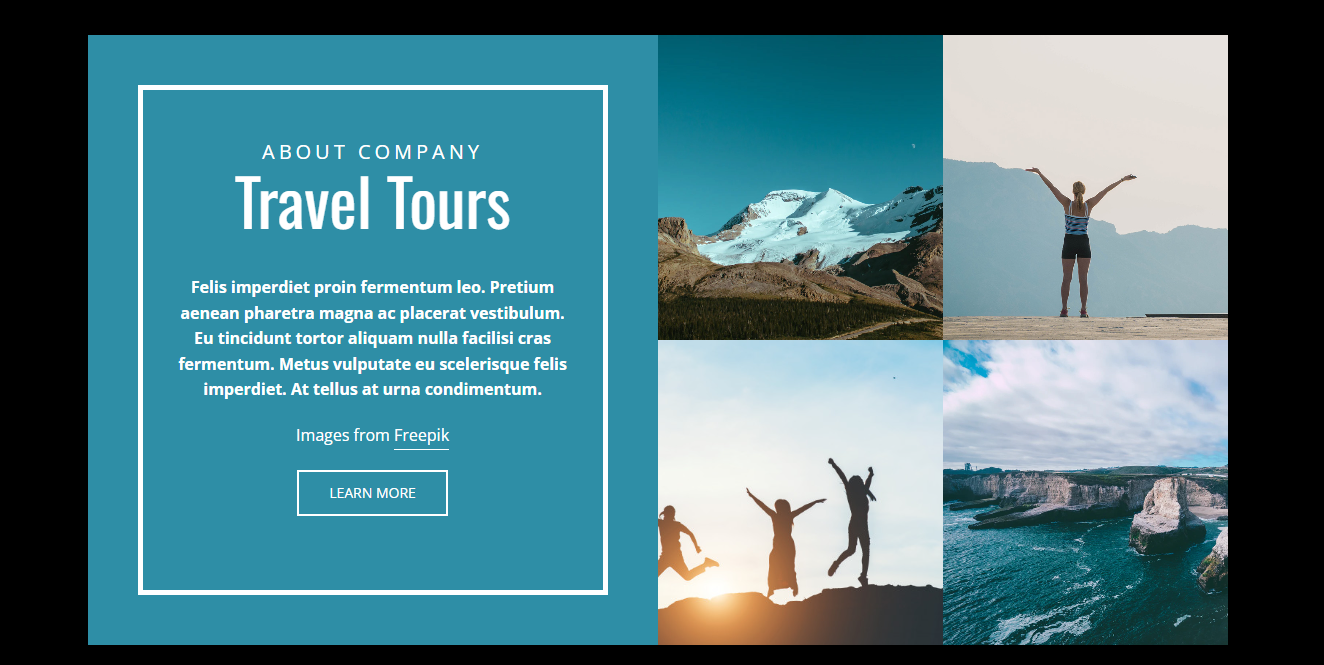 ABOUT COMPANY
Travel Tours
Felis imperdiet proin fermentum leo. Pretium
aenean pharetra magna ac placerat vestibulum.
Eu tincidunt tortor aliquam nulla facilisi cras
fermentum. Metus vulputate eu scelerisque felis
imperdiet. At tellus at urna condimentum.
Images from Freepik
LEARN MORE